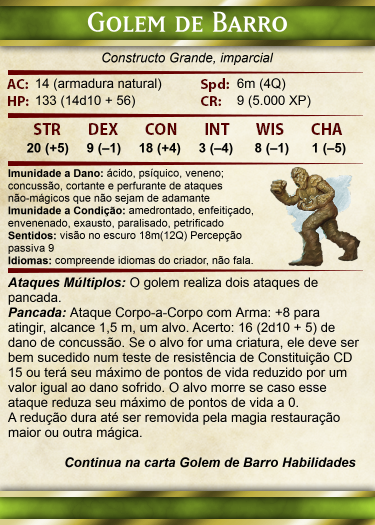 Golem de Barro
Constructo Grande, imparcial
AC: 14 (armadura natural) Spd: 6m (4Q)
HP: 133 (14d10 + 56) CR: 9 (5.000 XP)
STR DEX CON INT WIS CHA
20 (+5) 9 (–1) 18 (+4) 3 (–4) 8 (–1) 1 (–5)
Imunidade a Dano: ácido, psíquico, veneno;
concussão, cortante e perfurante de ataques
não-mágicos que não sejam de adamante
Imunidade a Condição: amedrontado, enfeitiçado,
envenenado, exausto, paralisado, petrificado
Sentidos: visão no escuro 18m(12Q) Percepção
passiva 9
Idiomas: compreende idiomas do criador, não fala.
Ataques Múltiplos: O golem realiza dois ataques de
pancada.
Pancada: Ataque Corpo-a-Corpo com Arma: +8 para
atingir, alcance 1,5 m, um alvo. Acerto: 16 (2d10 + 5) de
dano de concussão. Se o alvo for uma criatura, ele deve ser
bem sucedido num teste de resistência de Constituição CD
15 ou terá seu máximo de pontos de vida reduzido por um
valor igual ao dano sofrido. O alvo morre se caso esse
ataque reduza seu máximo de pontos de vida a 0.
A redução dura até ser removida pela magia restauração
maior ou outra mágica.
Continua na carta Golem de Barro Habilidades